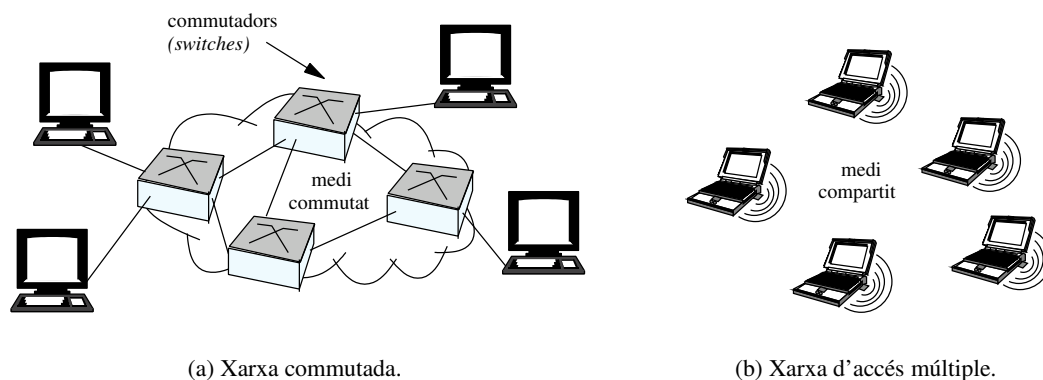 commutadors
(switches)
medi
commutat
medi
compartit
(a) Xarxa commutada.
(b) Xarxa d'accés múltiple.